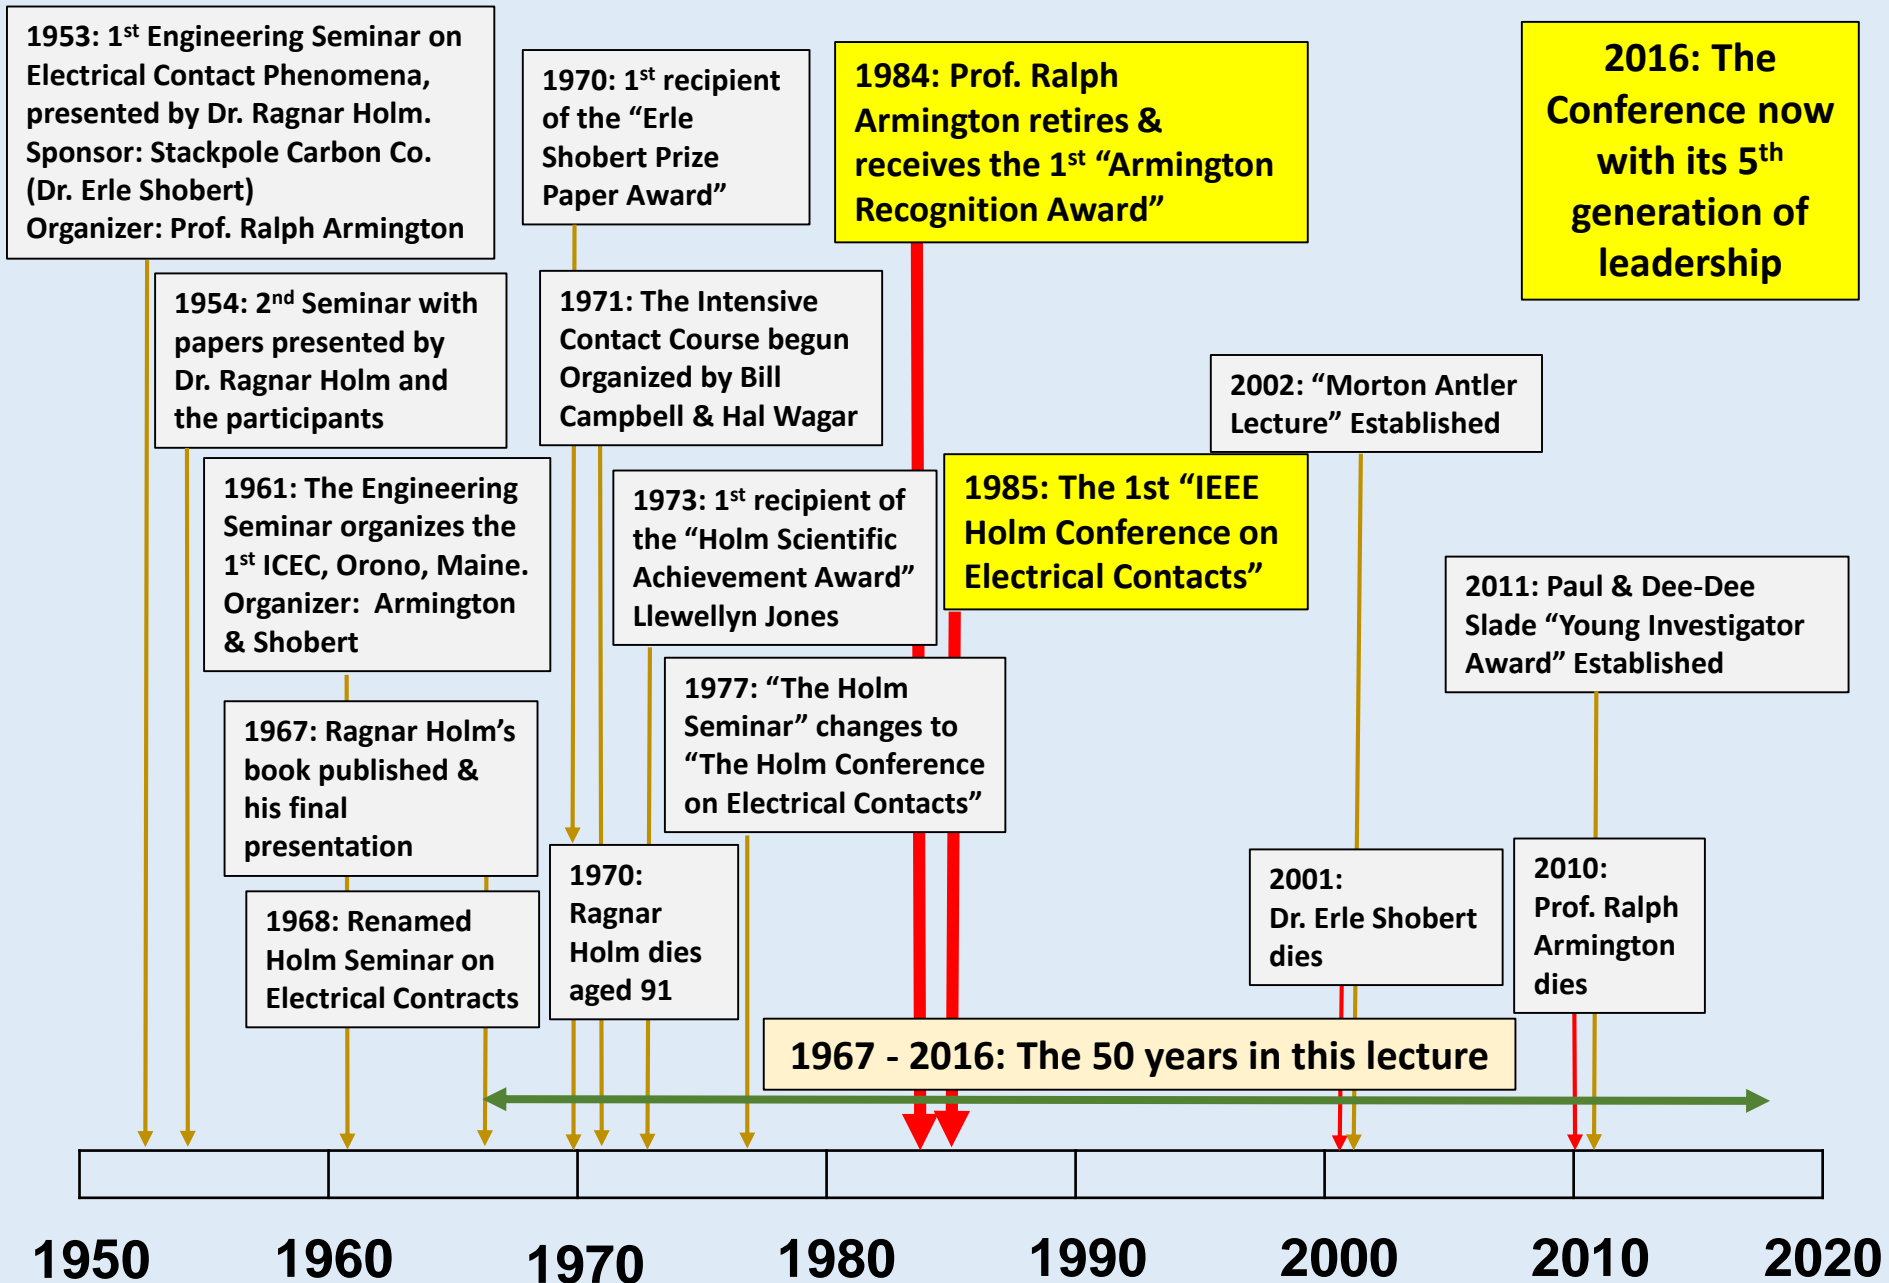 1953: 1st Engineering Seminar on
Electrical Contact Phenomena,
presented by Dr. Ragnar Holm.
Sponsor: Stackpole Carbon Co.
(Dr. Erle Shobert)
Organizer: Prof. Ralph Armington
1954: 2nd Seminar with
papers presented by
Dr. Ragnar Holm and
the participants
1961: The Engineering
Seminar organizes the
1st ICEC, Orono, Maine.
Organizer: Armington
& Shobert
1967: Ragnar Holm’s
book published &
his final
presentation
1968: Renamed
Holm Seminar on
Electrical Contracts
1970: 1st recipient
of the “Erle
Shobert Prize
Paper Award”
1971: The Intensive
Contact Course begun
Organized by Bill
Campbell & Hal Wagar
1973: 1st recipient of
the “Holm Scientific
Achievement Award”
Llewellyn Jones
1977: “The Holm
Seminar” changes to
“The Holm Conference
on Electrical Contacts”
1970:
Ragnar
Holm dies
aged 91
1984: Prof. Ralph
Armington retires &
receives the 1st “Armington
Recognition Award”
1985: The 1st “IEEE
Holm Conference on
Electrical Contacts”
2002: “Morton Antler
Lecture” Established
2001:
Dr. Erle Shobert
dies
2016: The
Conference now
with its 5th
generation of
leadership
2011: Paul & Dee-Dee
Slade “Young Investigator
Award” Established
2010:
Prof. Ralph
Armington
dies
1967 - 2016: The 50 years in this lecture
1950 1960 1970 1980 1990 2000 2010 2020